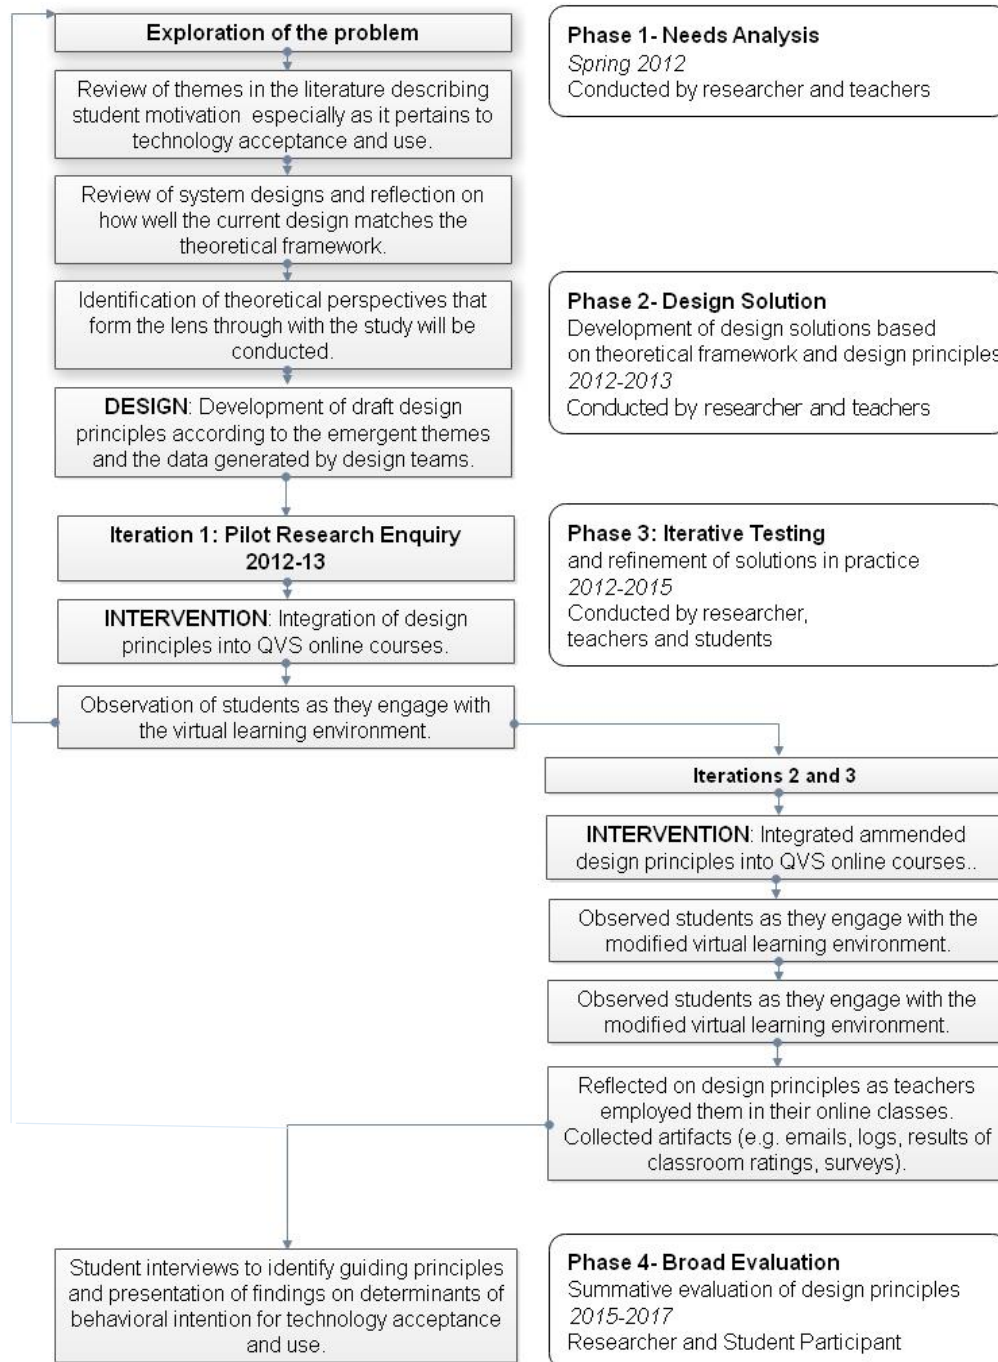 Exploration of the problem
Review of themes in the literature describing
student motivation especially as it pertains to
technology acceptance and use.
Review of system designs and reflection on
how well the current design matches the
theoretical framework.
Identification of theoretical perspectives that
form the lens through with the study will be
conducted.
DESIGN: Development of draft design
principles according to the emergent themes
and the data generated by design teams.
Iteration 1: Pilot Research Enquiry
2012-13
INTERVENTION: Integration of design
principles into QVS online courses.
Observation of students as they engage with
the virtual learning environment.
Phase 1- Needs Analysis
Spring 2012
Conducted by researcher and teachers
Phase 2- Design Solution
Development of design solutions based
on theoretical framework and design principles
2012-2013
Conducted by researcher and teachers
Phase 3: Iterative Testing
and refinement of solutions in practice
2012-2015
Conducted by researcher,
teachers and students
Iterations 2 and 3
INTERVENTION: Integrated ammended
design principles into QVS online courses..
Observed students as they engage with the
modified virtual learning environment.
Observed students as they engage with the
modified virtual learning environment.
Reflected on design principles as teachers
employed them in their online classes.
Collected artifacts (e.g. emails, logs, results of
classroom ratings, surveys).
Student interviews to identify guiding principles
and presentation of findings on determinants of
behavioral intention for technology acceptance
and use.
Phase 4- Broad Evaluation
Summative evaluation of design principles
2015-2017
Researcher and Student Participant